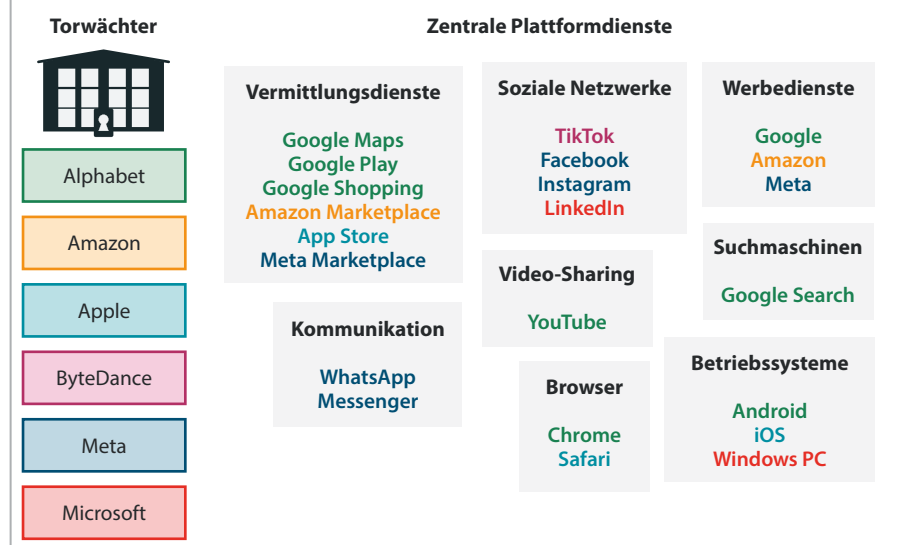 Torwächter
Zentrale Plattformdienste
Alphabet
Amazon
Apple
ByteDance
Meta
Microsoft
Vermittlungsdienste
Google Maps
Google Play
Google Shopping
Amazon Marketplace
App Store
Meta Marketplace
Kommunikation
WhatsApp
Messenger
Soziale Netzwerke
TikTok
Facebook
Instagram
LinkedIn
Video-Sharing
YouTube
Browser
Chrome
Safari
Werbedienste
Google
Amazon
Meta
Suchmaschinen
Google Search
Betriebssysteme
Android
iOS
Windows PC